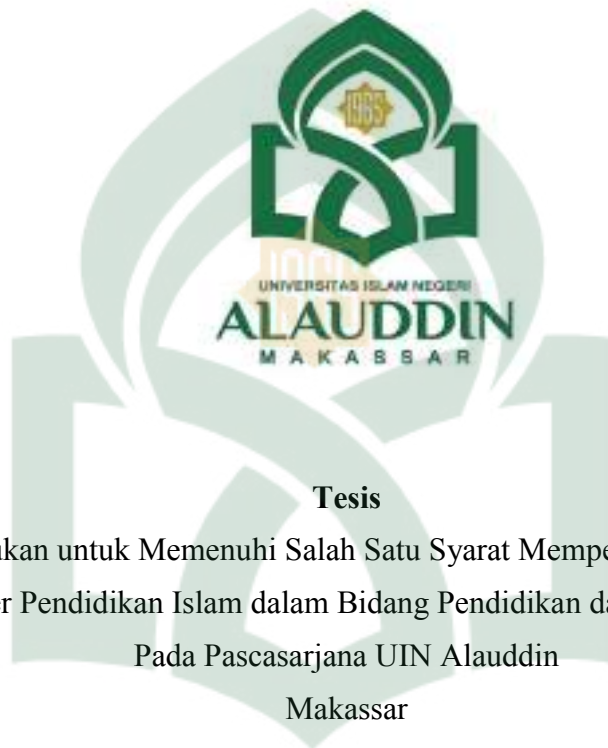 1965
UNIVERSITAS ISLAM NEGERI
ALAUDDIN
MAKASSAR
Tesis
untuk Memenuhi Salah Satu Syarat
Pendidikan Islam dalam Bidang Pendidikan
Pada Pascasarjana UIN Alauddin
Makassar